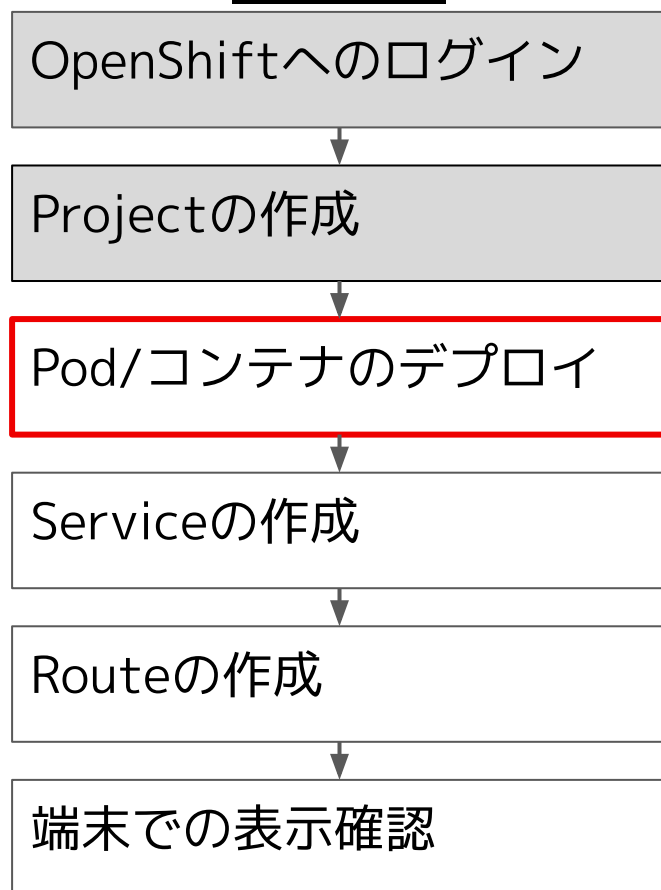 OpenShiftへのログイン
Projectの作成
Pod/コンテナのデプロイ
Serviceの作成
Routeの作成
端末での表示確認